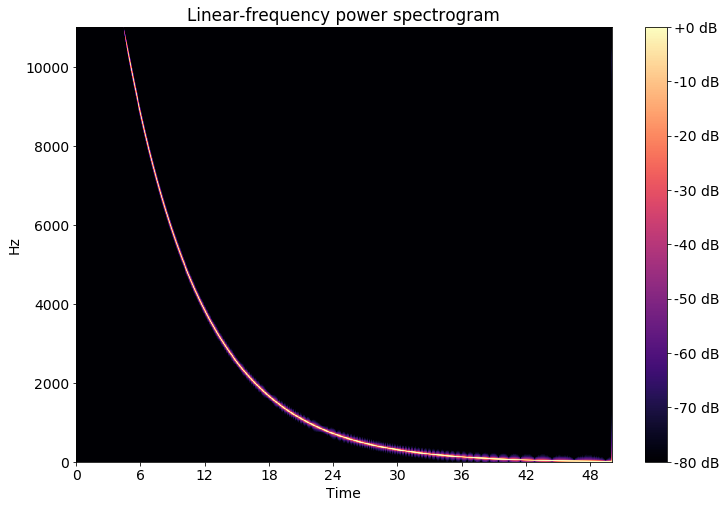 Linear-frequency power spectrogram
Hz
10000
8000
6000
4000
2000
0
0 6 12 18 24 30 36 42 48
Time
+0 dB
-10 dB
-20 dB
-30 dB
-40 dB
-50 dB
-60 dB
-70 dB
-80 dB